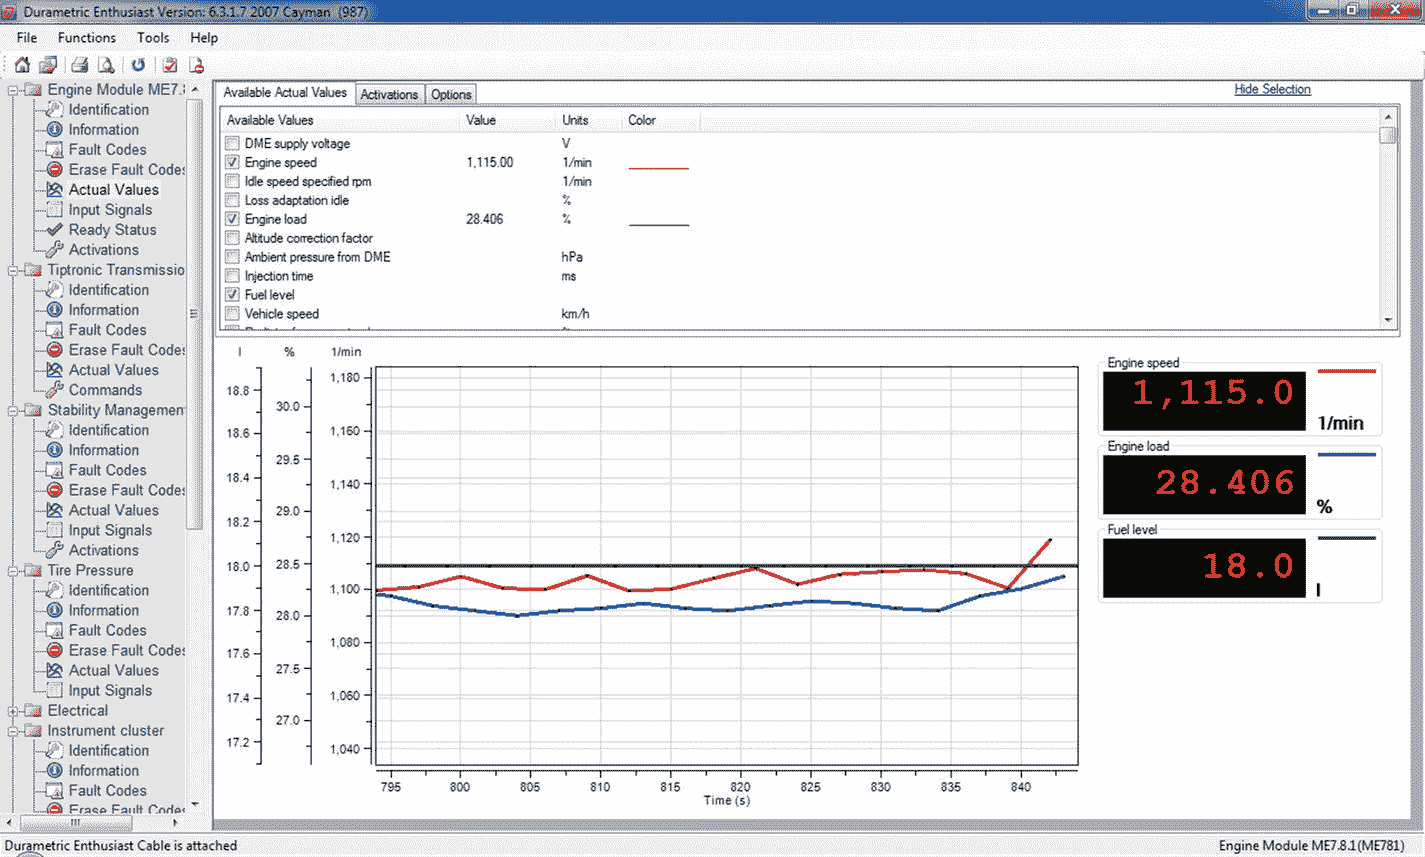 Durametric Enthusiast Version: 6.3.1.7 2007 Cayman (987)
File Functions Tools Help
Engine Module ME7.8
Identification
Information
Fault Codes
Erase Fault Codes
Actual Values
Input Signals
Ready Status
Activations
Tiptronic Transmissio
Identification
Information
Fault Codes
Erase Fault Codes
Actual Values
Commands
Stability Managemen
Identification
Information
Fault Codes
Erase Fault Codes
Actual Values
Input Signals
Activations
Tire Pressure
Identification
Information
Fault Codes
Erase Fault Codes
Actual Values
Input Signals
Electrical
Instrument cluster
Identification
Information
Fault Codes
Erase Fault Codes
Available Actual Values Activations Options Hide Selection
Available Values Value Units Color
DME supply voltage V
Engine speed 1,115.00 1/min
Idle speed specified rpm 1/min
Loss adaptation idle %
Engine load 28.406 %
Altitude correction factor
Ambient pressure from DME hPa
Injection time ms
Fuel level
Vehicle speed km/h
l % 1/min
18.8
18.6
18.4
18.2
18.0
17.8
17.6
17.4
17.2
30.0
29.5
29.0
28.5
28.0
27.5
27.0
1,180
1,160
1,140
1,120
1,100
1,080
1,060
1,040
795 800 805 810 815 820 825 830 835 840
Time (s)
Engine speed
1,115.0
1/min
Engine load
28.406
%
Fuel level
18.0
l
Durametric Enthusiast Cable is attached
Engine Module ME7.8.1(ME781)